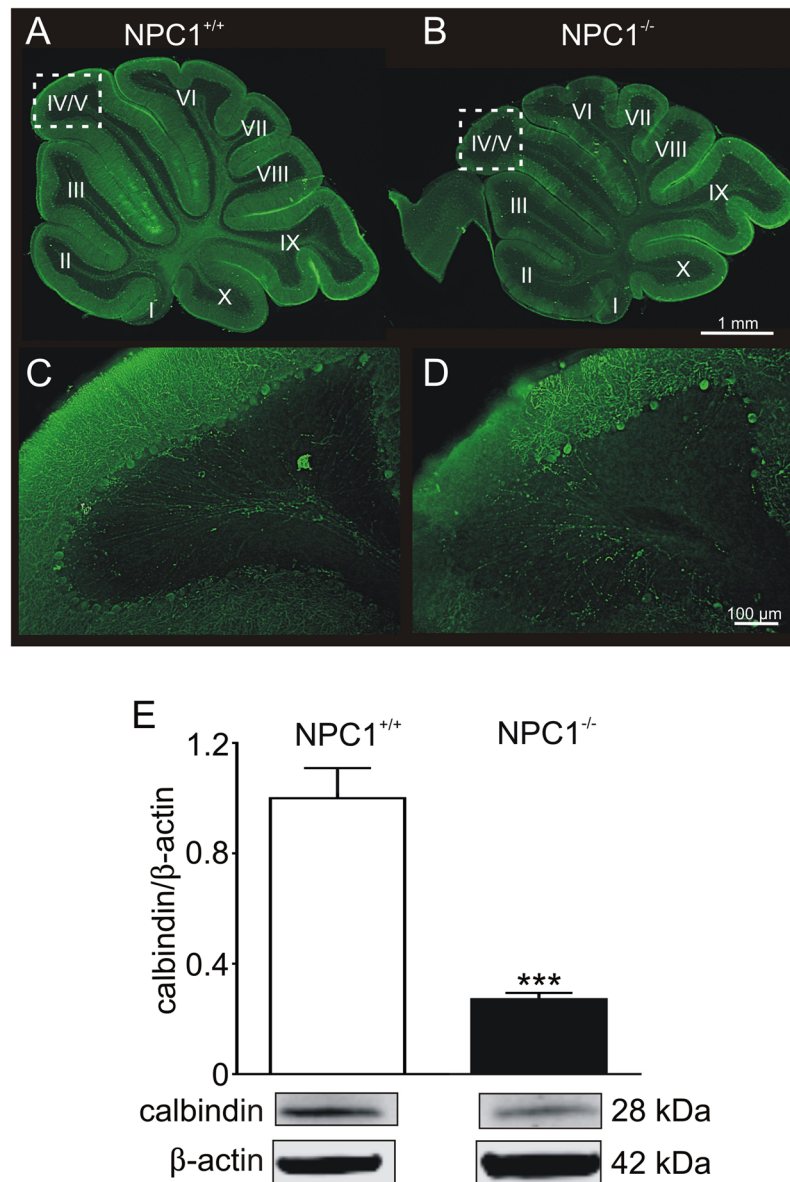 A NPC1+/+ B NPC1-/-
IV/V VI VII VIII III IX II X I
IV/V VI VII VIII IX III II X I
1 mm
C D
100 µm
E
NPC1+/+ NPC1-/-
1.2
0.8
0.4
0
calbindin/β-actin
***
calbindin 28 kDa
β-actin 42 kDa